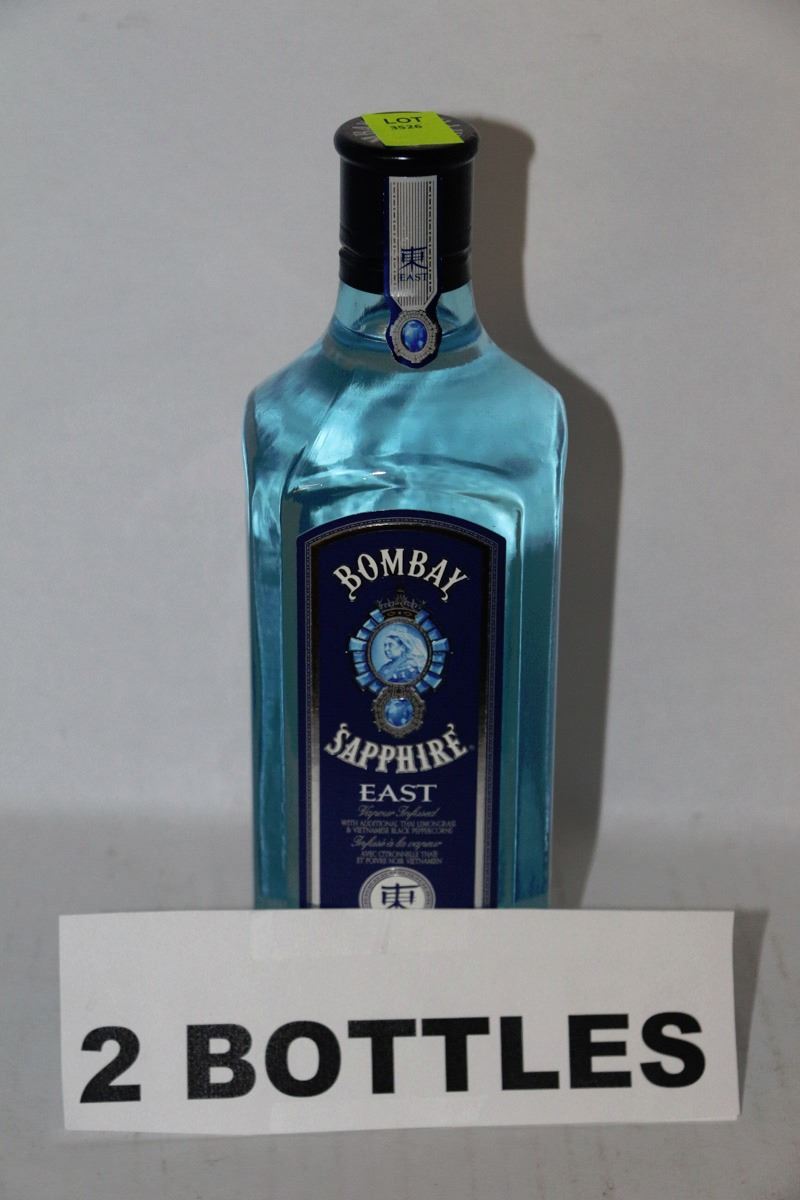 LOT
3526
東
EAST
BOMBAY
SAPPHIRE
EAST
Vapour Infused
WITH ADDITIONAL THAI LEMONGRASS
& VIETNAMESE BLACK PEPPERCORNS
Infusé à la vapeur
AVEC CITRONNELLE THAÏE
ET POIVRE NOIR VIETNAMIEN
東
2 BOTTLES